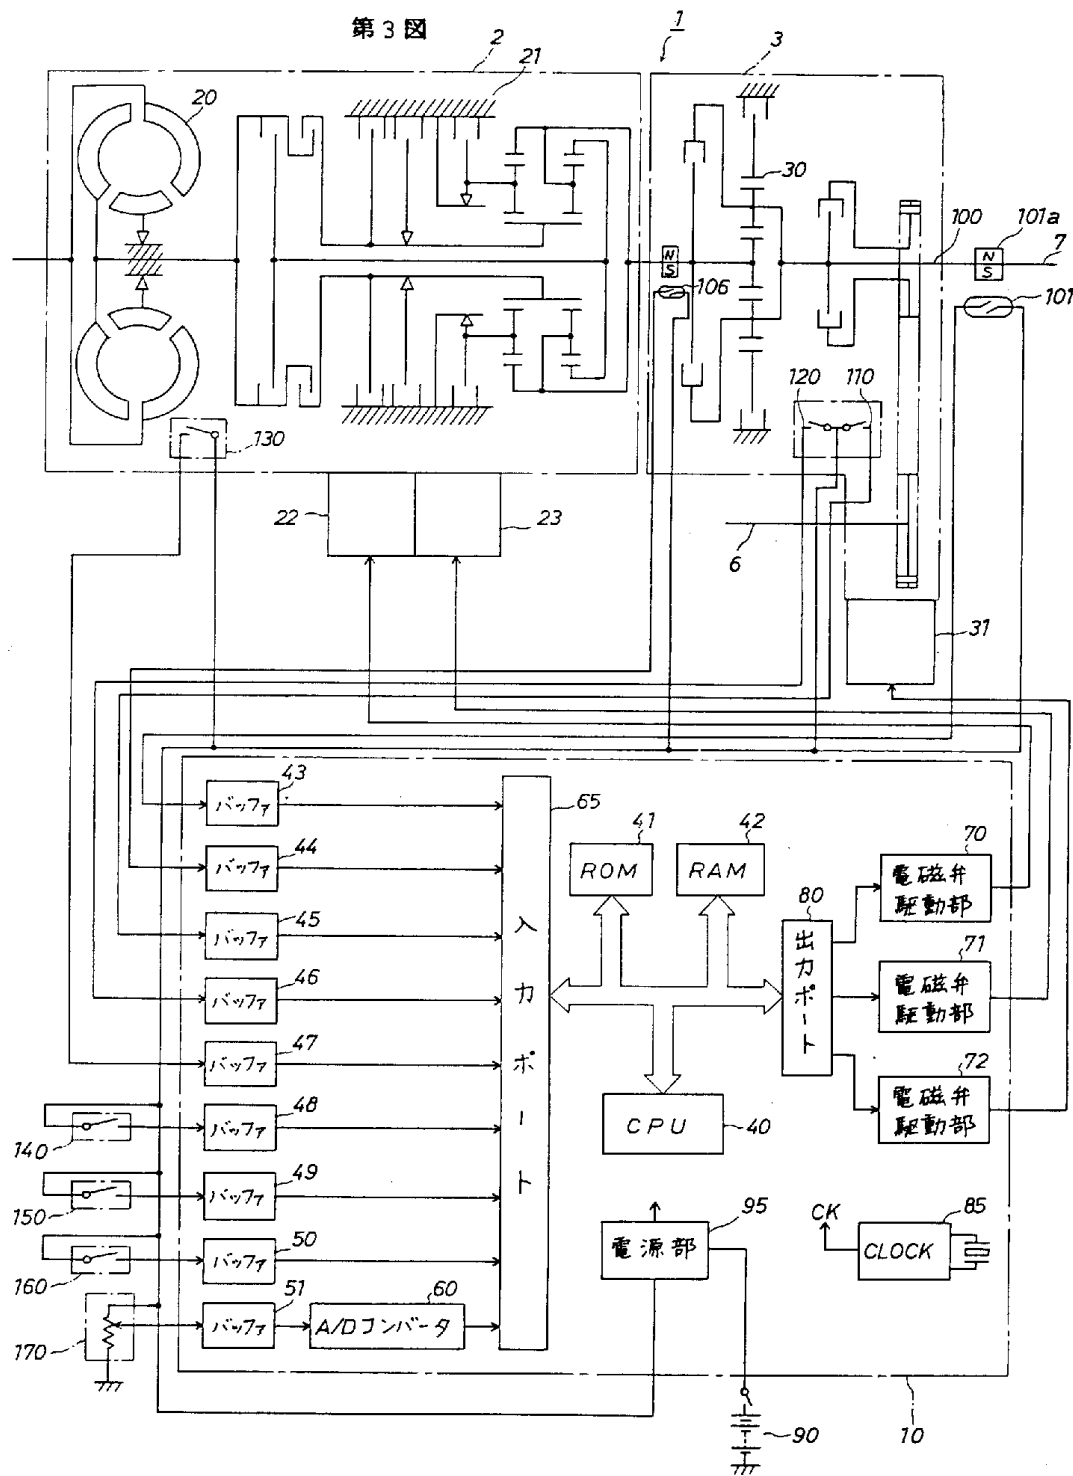 第3図
1
2
3
21
20
30
N
S
106
100
101a
N
S
7
101
120
110
130
22
23
6
31
43
バッファ
44
バッファ
45
バッファ
46
バッファ
47
バッファ
48
バッファ
49
バッファ
50
バッファ
51
バッファ
60
A/Dコンバータ
140
150
160
170
65
入力ポート
41
ROM
42
RAM
80
出力ポート
70
電磁弁
駆動部
71
電磁弁
駆動部
72
電磁弁
駆動部
CPU
40
95
電源部
CK
85
CLOCK
90
10